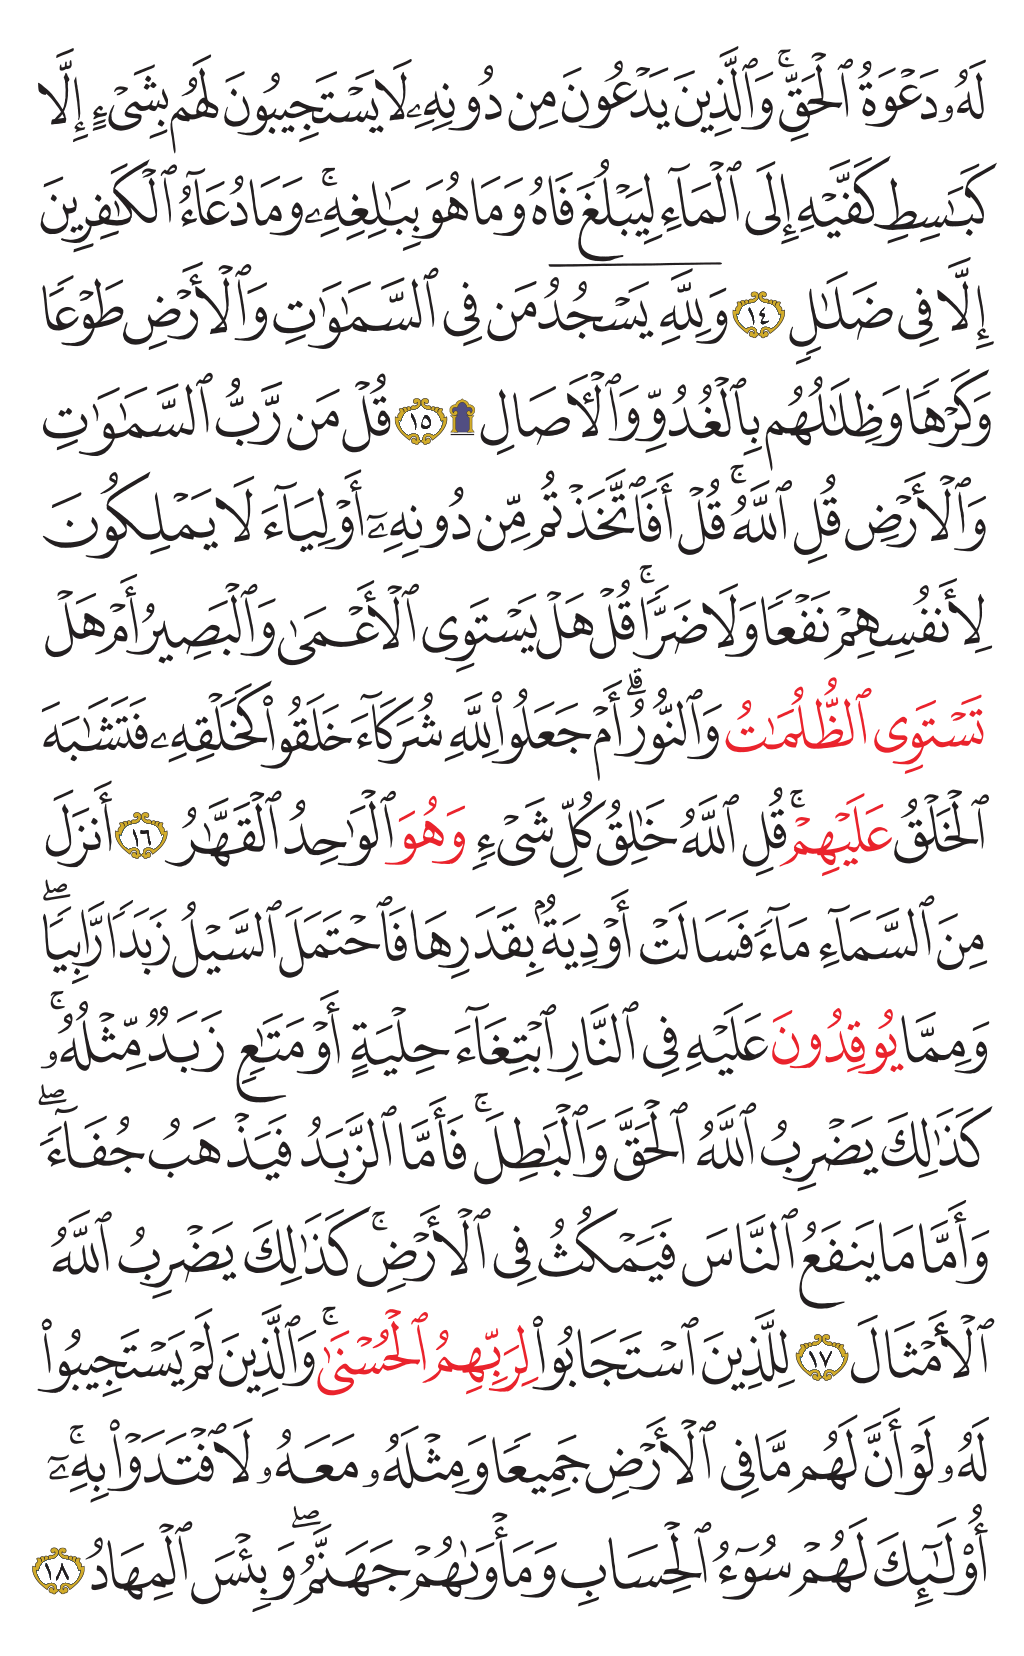 لَهُۥ دَعۡوَةُ ٱلۡحَقِّۚ وَٱلَّذِينَ يَدۡعُونَ مِن دُونِهِۦ لَا يَسۡتَجِيبُونَ لَهُم بِشَيۡءٍ إِلَّا
كَبَٰسِطِ كَفَّيۡهِ إِلَى ٱلۡمَآءِ لِيَبۡلُغَ فَاهُ وَمَا هُوَ بِبَٰلِغِهِۦۚ وَمَا دُعَآءُ ٱلۡكَٰفِرِينَ
إِلَّا فِي ضَلَٰلٖ ١٤ وَلِلَّهِۤ يَسۡجُدُۤ مَن فِي ٱلسَّمَٰوَٰتِ وَٱلۡأَرۡضِ طَوۡعٗا
وَكَرۡهٗا وَظِلَٰلُهُم بِٱلۡغُدُوِّ وَٱلۡأٓصَالِ ۩ ١٥ قُلۡ مَن رَّبُّ ٱلسَّمَٰوَٰتِ
وَٱلۡأَرۡضِ قُلِ ٱللَّهُۚ قُلۡ أَفَٱتَّخَذۡتُم مِّن دُونِهِۦٓ أَوۡلِيَآءَ لَا يَمۡلِكُونَ
لِأَنفُسِهِمۡ نَفۡعٗا وَلَا ضَرّٗاۚ قُلۡ هَلۡ يَسۡتَوِي ٱلۡأَعۡمَىٰ وَٱلۡبَصِيرُ أَمۡ هَلۡ
تَسۡتَوِي ٱلظُّلُمَٰتُ وَٱلنُّورُۗ أَمۡ جَعَلُواْ لِلَّهِ شُرَكَآءَ خَلَقُواْ كَخَلۡقِهِۦ فَتَشَٰبَهَ
ٱلۡخَلۡقُ عَلَيۡهِمۡۚ قُلِ ٱللَّهُ خَٰلِقُ كُلِّ شَيۡءٖ وَهُوَ ٱلۡوَٰحِدُ ٱلۡقَهَّٰرُ ١٦ أَنزَلَ
مِنَ ٱلسَّمَآءِ مَآءٗ فَسَالَتۡ أَوۡدِيَةُۢ بِقَدَرِهَا فَٱحۡتَمَلَ ٱلسَّيۡلُ زَبَدٗا رَّابِيٗاۖ
وَمِمَّا يُوقِدُونَ عَلَيۡهِ فِي ٱلنَّارِ ٱبۡتِغَآءَ حِلۡيَةٍ أَوۡ مَتَٰعٖ زَبَدٞ مِّثۡلُهُۥۚ
كَذَٰلِكَ يَضۡرِبُ ٱللَّهُ ٱلۡحَقَّ وَٱلۡبَٰطِلَۚ فَأَمَّا ٱلزَّبَدُ فَيَذۡهَبُ جُفَآءٗۖ
وَأَمَّا مَا يَنفَعُ ٱلنَّاسَ فَيَمۡكُثُ فِي ٱلۡأَرۡضِۚ كَذَٰلِكَ يَضۡرِبُ ٱللَّهُ
ٱلۡأَمۡثَالَ ١٧ لِلَّذِينَ ٱسۡتَجَابُواْ لِرَبِّهِمُ ٱلۡحُسۡنَىٰۚ وَٱلَّذِينَ لَمۡ يَسۡتَجِيبُواْ
لَهُۥ لَوۡ أَنَّ لَهُم مَّا فِي ٱلۡأَرۡضِ جَمِيعٗا وَمِثۡلَهُۥ مَعَهُۥ لَٱفۡتَدَوۡاْ بِهِۦٓۚ
أُوْلَٰٓئِكَ لَهُمۡ سُوٓءُ ٱلۡحِسَابِ وَمَأۡوَىٰهُمۡ جَهَنَّمُۖ وَبِئۡسَ ٱلۡمِهَادُ ١٨